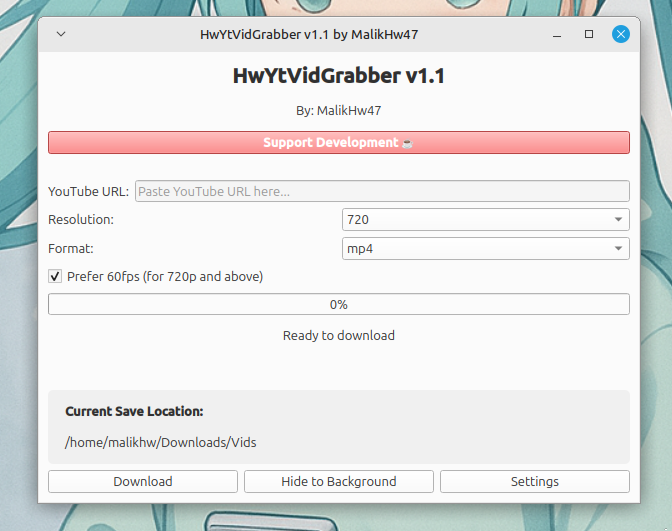 HwYtVidGrabber v1.1 by MalikHw47
HwYtVidGrabber v1.1
By: MalikHw47
Support Development ☕
YouTube URL: Paste YouTube URL here...
Resolution: 720
Format: mp4
Prefer 60fps (for 720p and above)
0%
Ready to download
Current Save Location:
/home/malikhw/Downloads/Vids
Download Hide to Background Settings